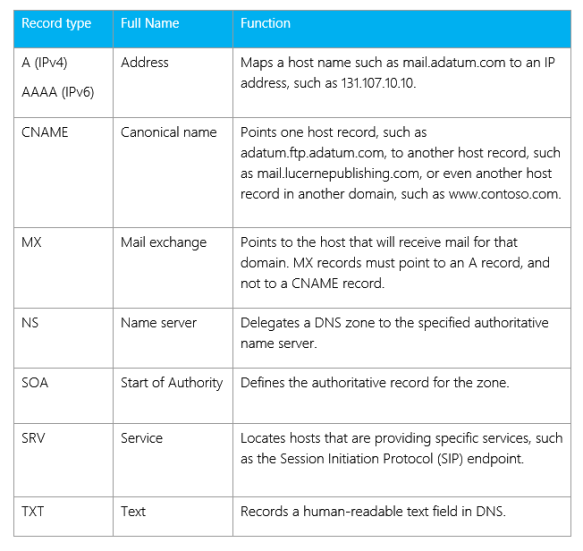 Record type Full Name Function
A (IPv4) Address Maps a host name such as mail.adatum.com to an IP
AAAA (IPv6) address, such as 131.107.10.10.
CNAME Canonical name Points one host record, such as
adatum.ftp.adatum.com, to another host record, such
as mail.lucernepublishing.com, or even another host
record in another domain, such as www.contoso.com.
MX Mail exchange Points to the host that will receive mail for that
domain. MX records must point to an A record, and
not to a CNAME record.
NS Name server Delegates a DNS zone to the specified authoritative
name server.
SOA Start of Authority Defines the authoritative record for the zone.
SRV Service Locates hosts that are providing specific services, such
as the Session Initiation Protocol (SIP) endpoint.
TXT Text Records a human-readable text field in DNS.